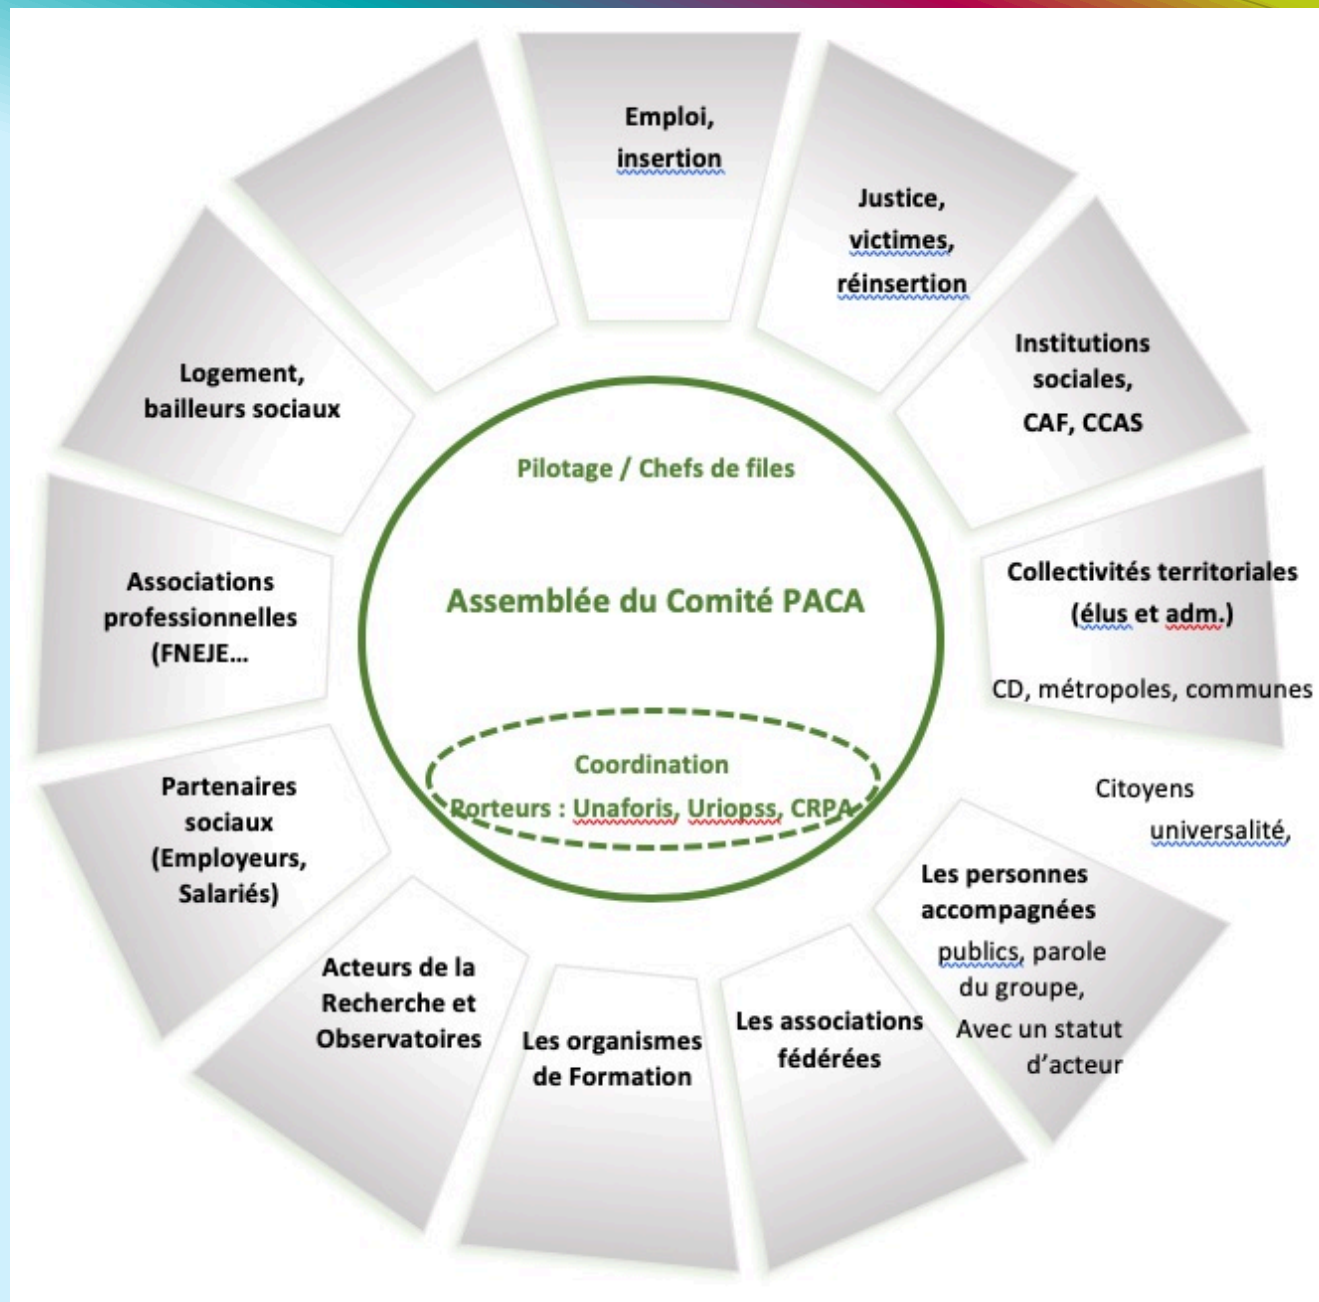 Emploi,
insertion
Justice,
victimes,
réinsertion
Institutions
sociales,
CAF, CCAS
Collectivités territoriales
(élus et adm.)
CD, métropoles, communes
Citoyens
universalité,
Les personnes
accompagnées
publics, parole
du groupe,
Avec un statut
d’acteur
Les associations
fédérées
Les organismes
de Formation
Acteurs de la
Recherche et
Observatoires
Partenaires
sociaux
(Employeurs,
Salariés)
Associations
professionnelles
(FNEJE…
Logement,
bailleurs sociaux
Pilotage / Chefs de files
Assemblée du Comité PACA
Coordination
Porteurs : Unaforis, Uriopss, CRPA